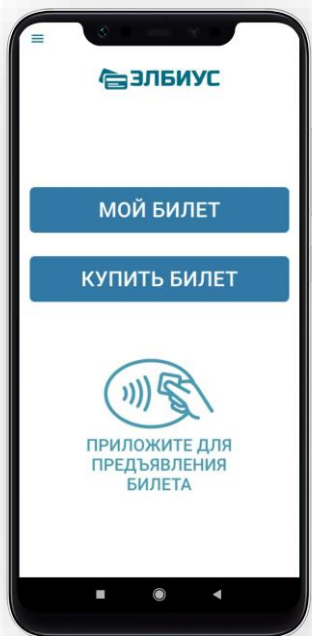 ЭЛБИУС
МОЙ БИЛЕТ
КУПИТЬ БИЛЕТ
ПРИЛОЖИТЕ ДЛЯ
ПРЕДЪЯВЛЕНИЯ
БИЛЕТА